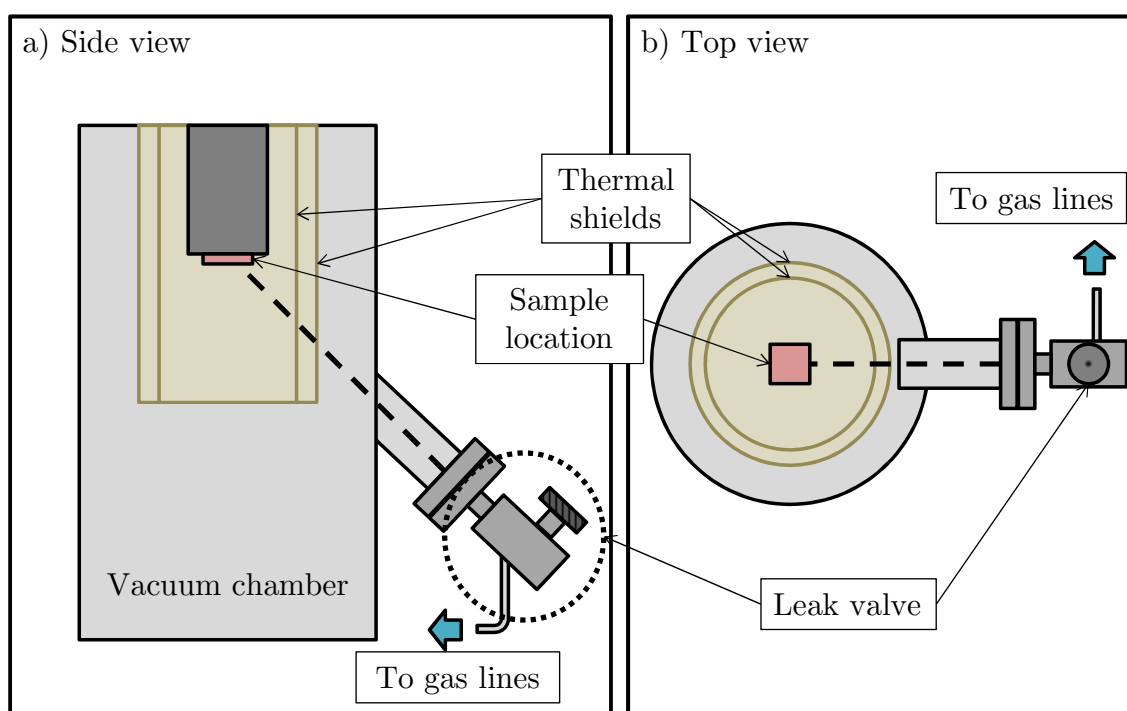 a) Side view
b) Top view
Thermal
shields
To gas lines
Sample
location
Vacuum chamber
Leak valve
To gas lines